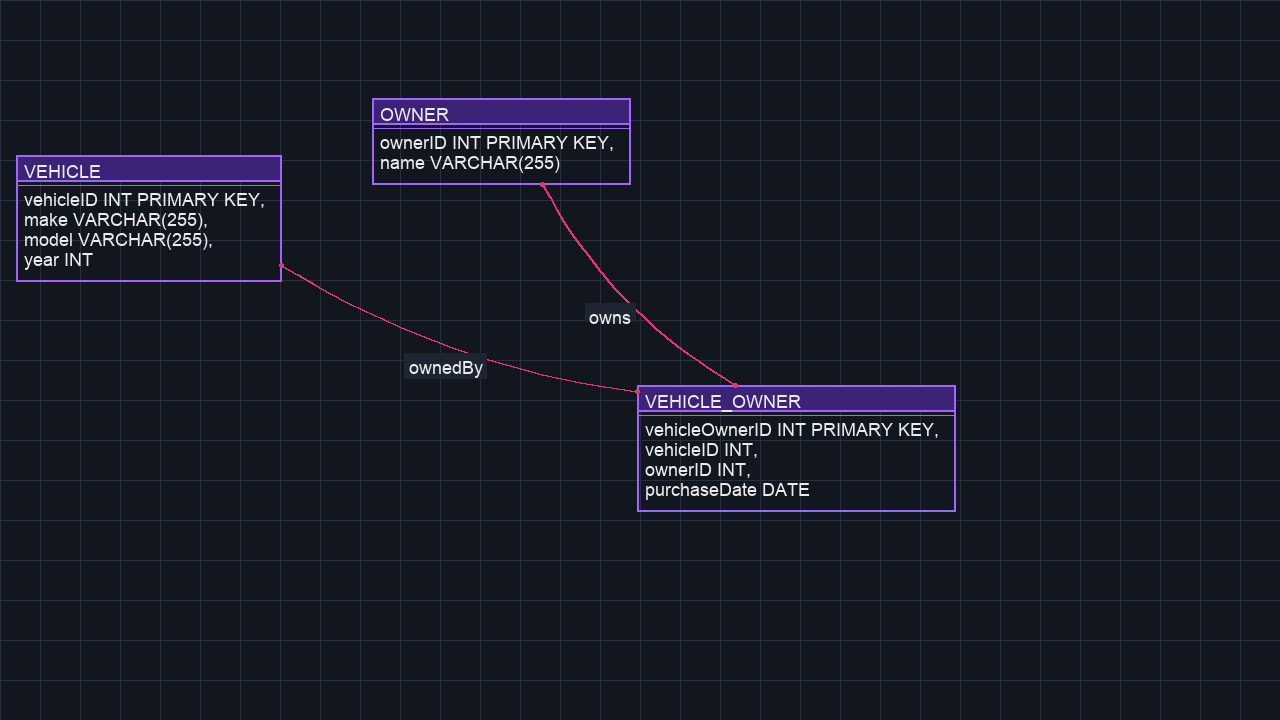 OWNER
ownerID INT PRIMARY KEY,
name VARCHAR(255)
VEHICLE
vehicleID INT PRIMARY KEY,
make VARCHAR(255),
model VARCHAR(255),
year INT
owns
ownedBy
VEHICLE_OWNER
vehicleOwnerID INT PRIMARY KEY,
vehicleID INT,
ownerID INT,
purchaseDate DATE